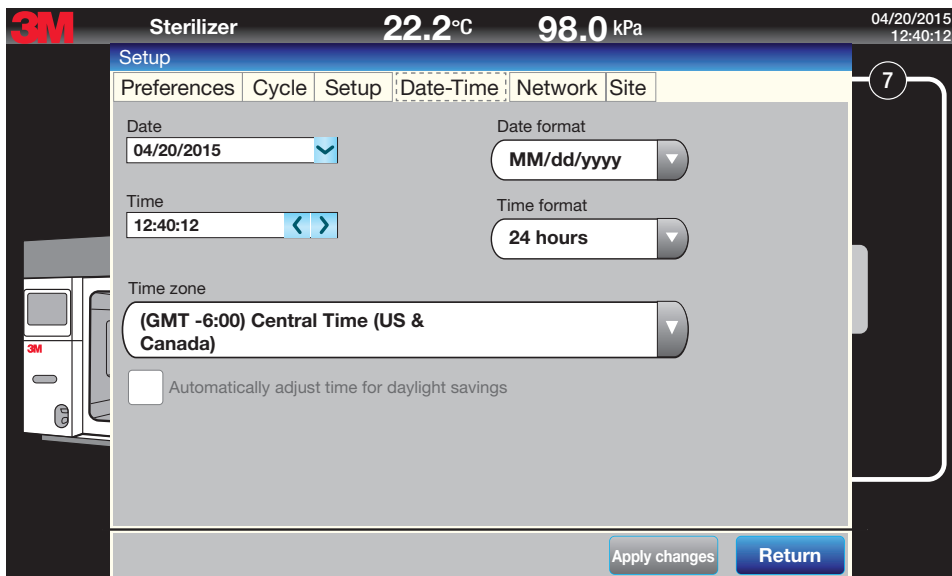 3M Sterilizer 22.2°C 98.0 kPa 04/20/2015
12:40:12
Setup
Preferences Cycle Setup Date-Time Network Site
7
Date Date format
04/20/2015 MM/dd/yyyy
Time Time format
12:40:12 24 hours
Time zone
(GMT -6:00) Central Time (US &
Canada)
3M
Automatically adjust time for daylight savings
Apply changes Return